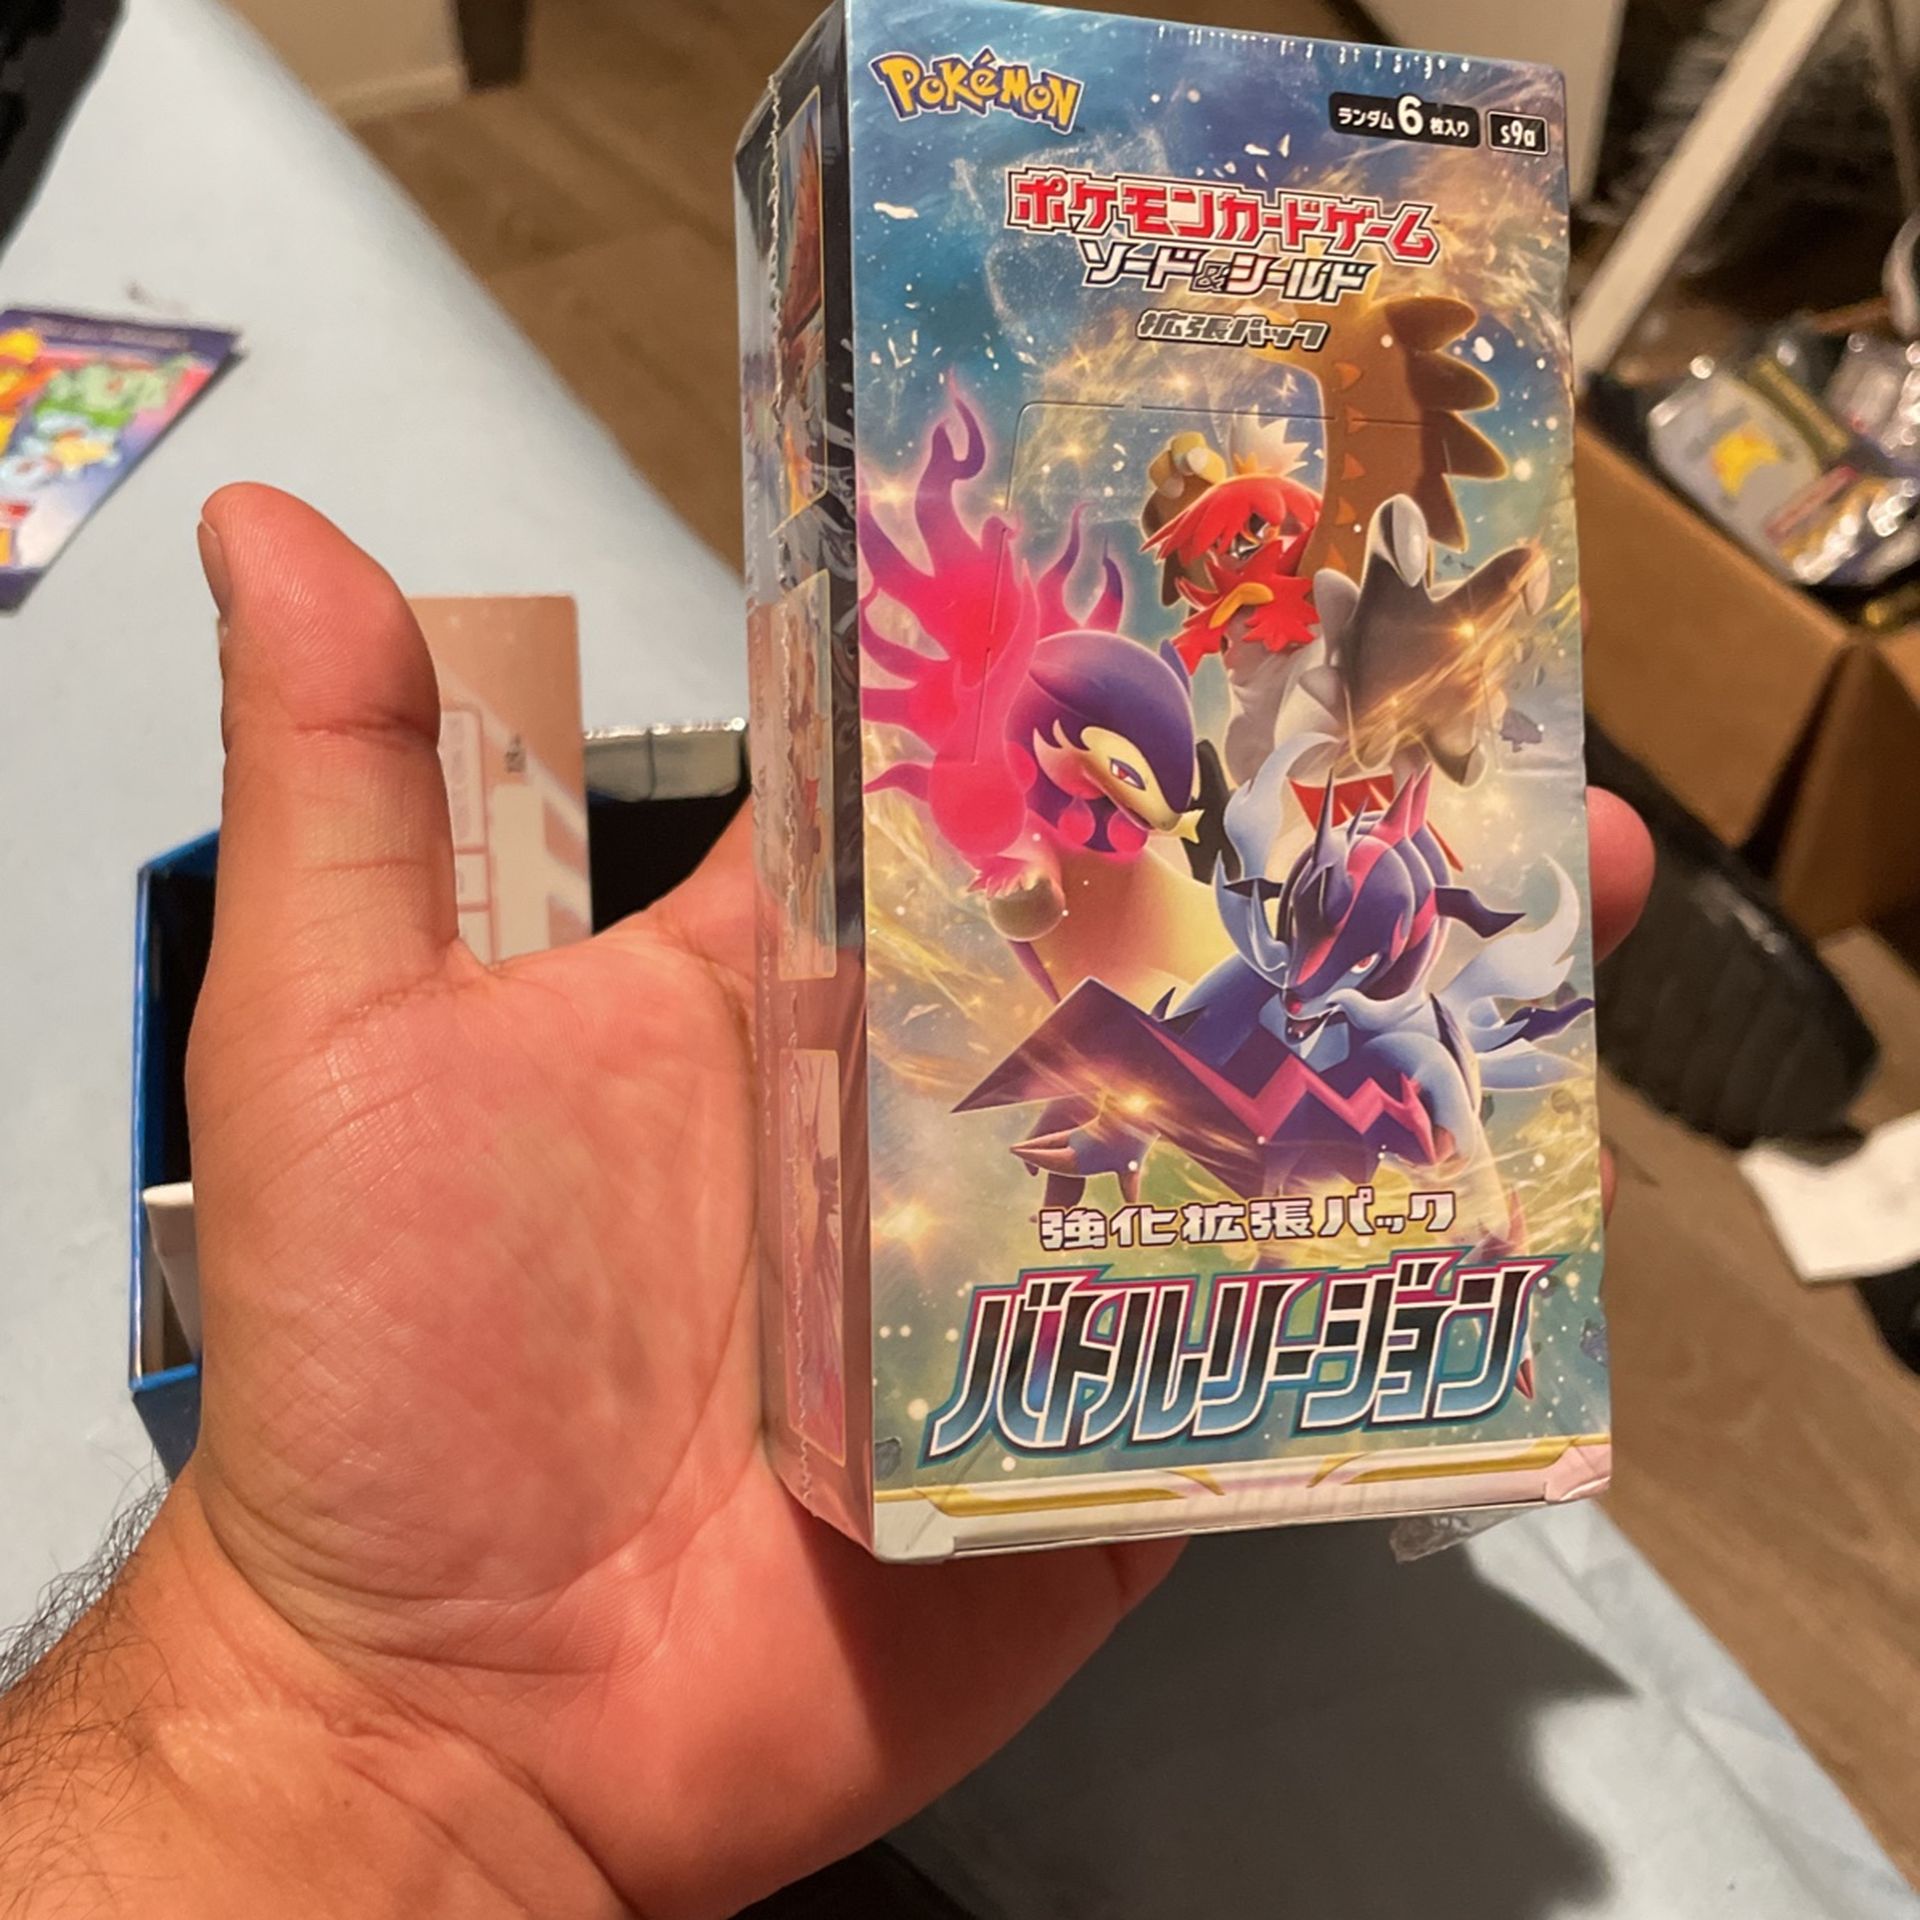 Pokémon
ランダム6枚入り s9a
ポケモンカードゲーム
ソード&シールド
拡張パック
強化拡張パック
バトルリージョン